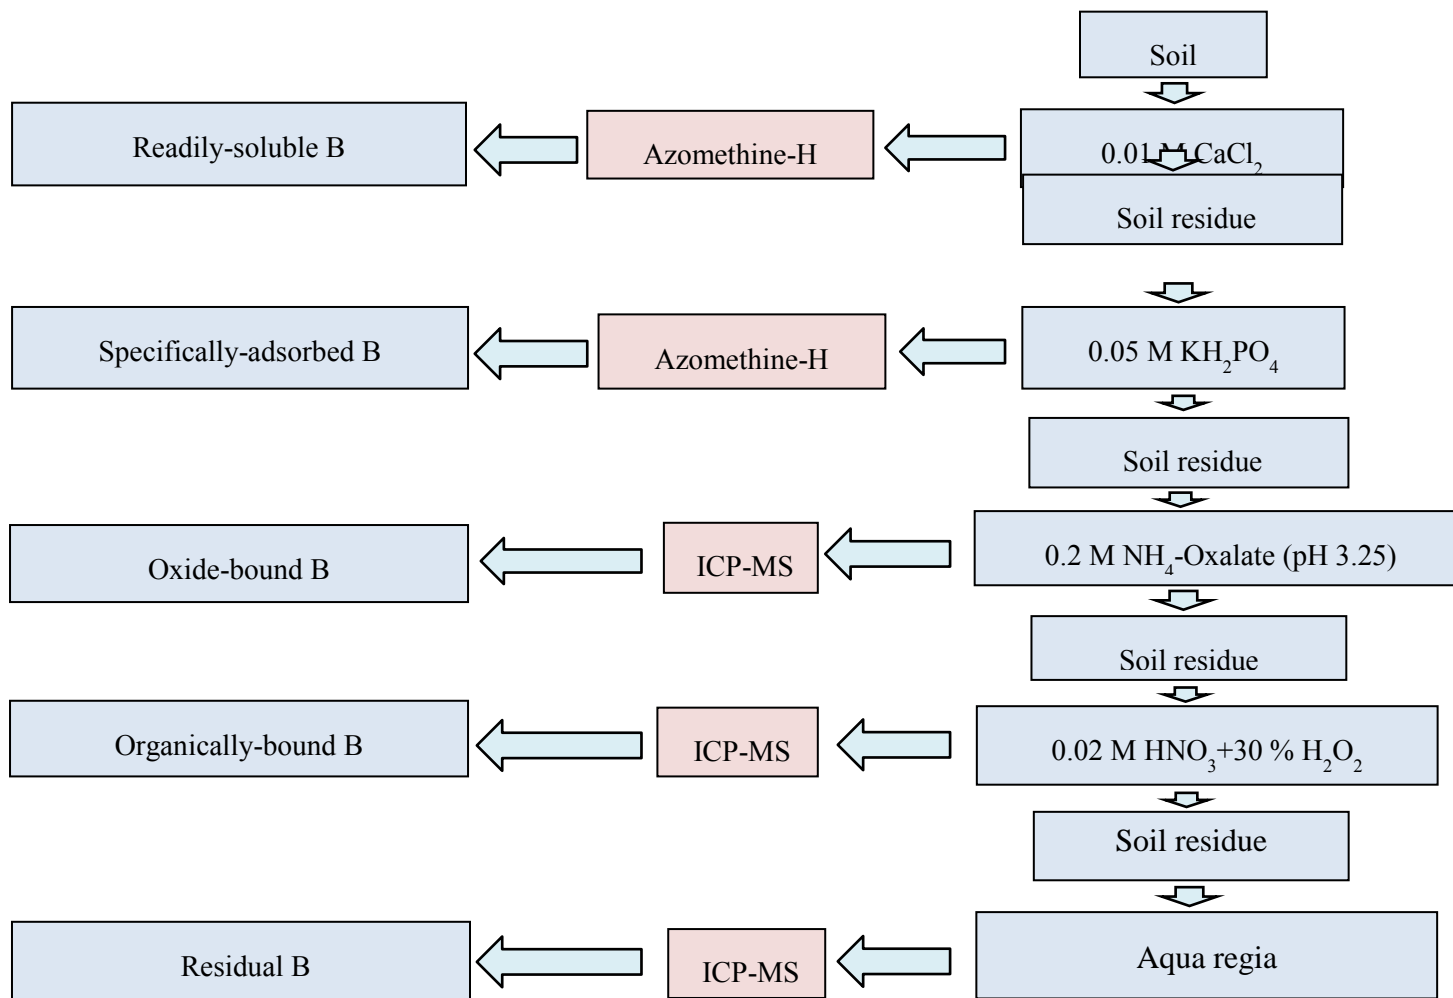 Soil
Readily-soluble B
Azomethine-H
0.01 M CaCl₂
Soil residue
Specifically-adsorbed B
Azomethine-H
0.05 M KH₂PO₄
Soil residue
Oxide-bound B
ICP-MS
0.2 M NH₄-Oxalate (pH 3.25)
Soil residue
Organically-bound B
ICP-MS
0.02 M HNO₃+30 % H₂O₂
Soil residue
Residual B
ICP-MS
Aqua regia